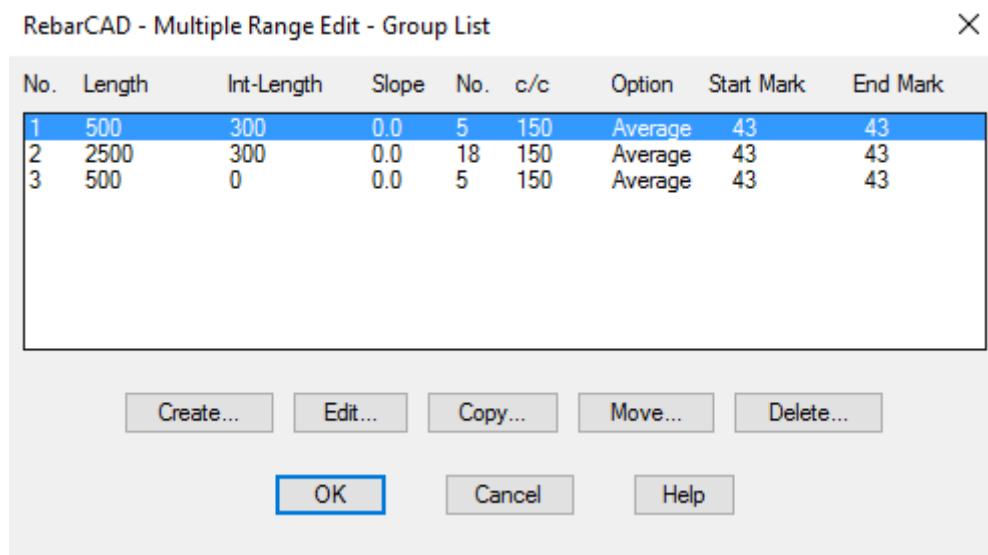 RebarCAD - Multiple Range Edit - Group List
No. Length Int-Length Slope No. c/c Option Start Mark End Mark
1 500 300 0.0 5 150 Average 43 43
2 2500 300 0.0 18 150 Average 43 43
3 500 0 0.0 5 150 Average 43 43
Create... Edit... Copy... Move... Delete...
OK Cancel Help